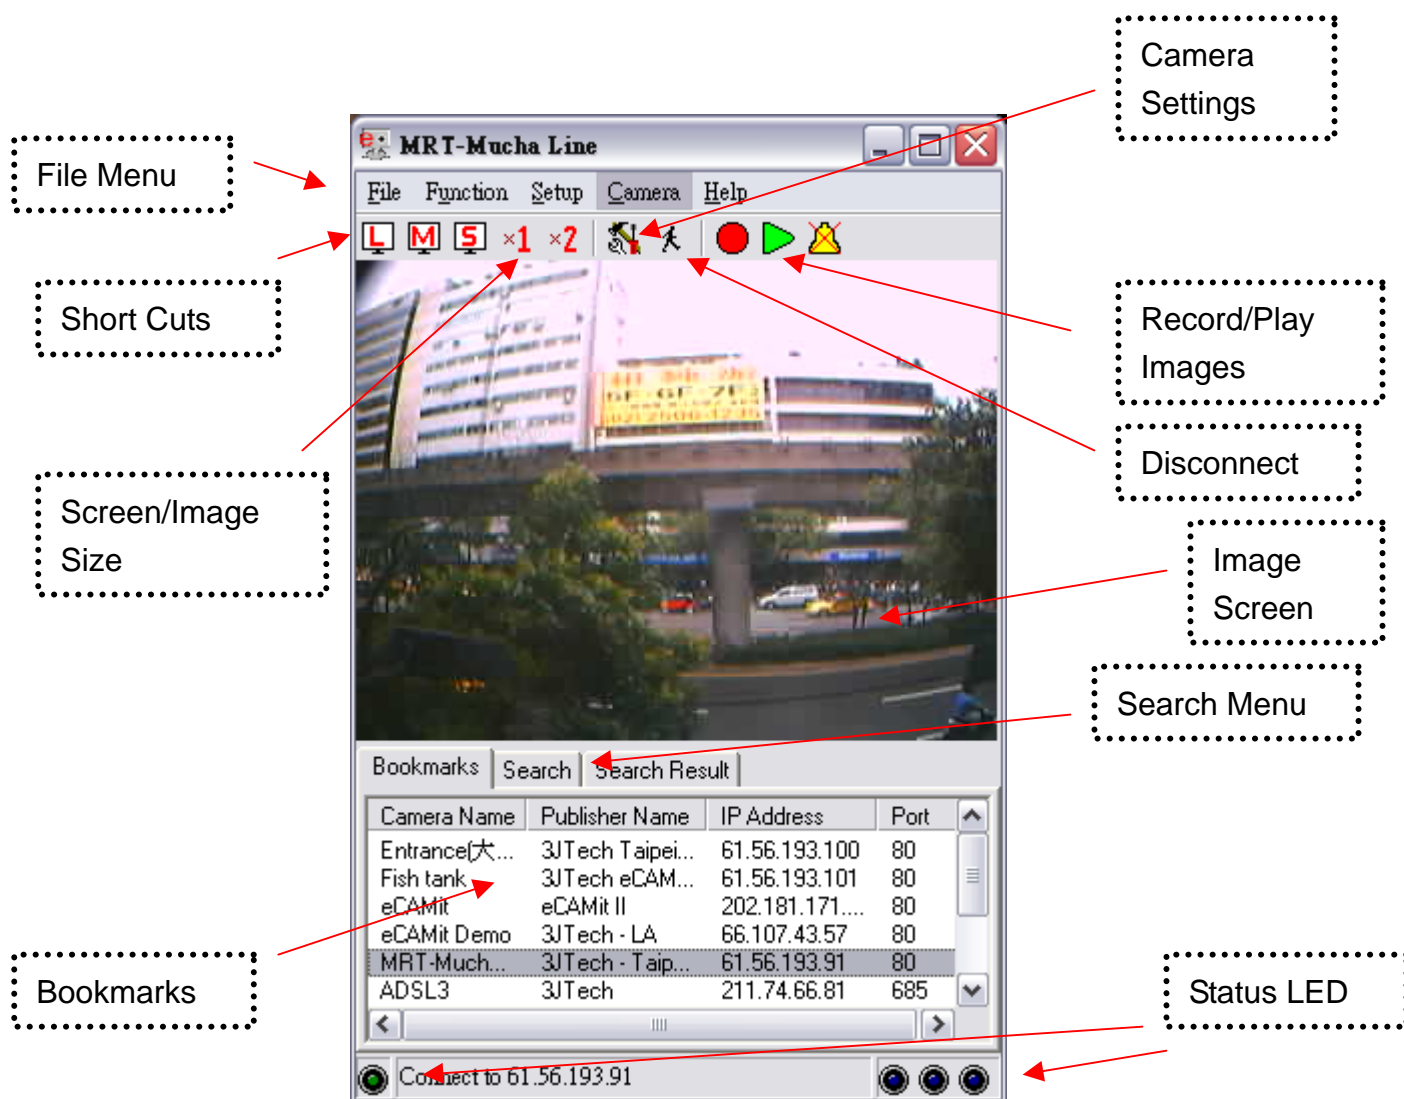 Camera
Settings
File Menu
MRT-Mucha Line
File Function Setup Camera Help
L M S ×1 ×2
Short Cuts
Record/Play
Images
Disconnect
Screen/Image
Size
Image
Screen
Search Menu
Bookmarks Search Search Result
Camera Name Publisher Name IP Address Port
Entrance(大... 3JTech Taipei... 61.56.193.100 80
Fish tank 3JTech eCAM... 61.56.193.101 80
eCAMit eCAMit II 202.181.171.... 80
eCAMit Demo 3JTech - LA 66.107.43.57 80
MRT-Much... 3JTech - Taip... 61.56.193.91 80
ADSL3 3JTech 211.74.66.81 685
Bookmarks
Status LED
Connect to 61.56.193.91